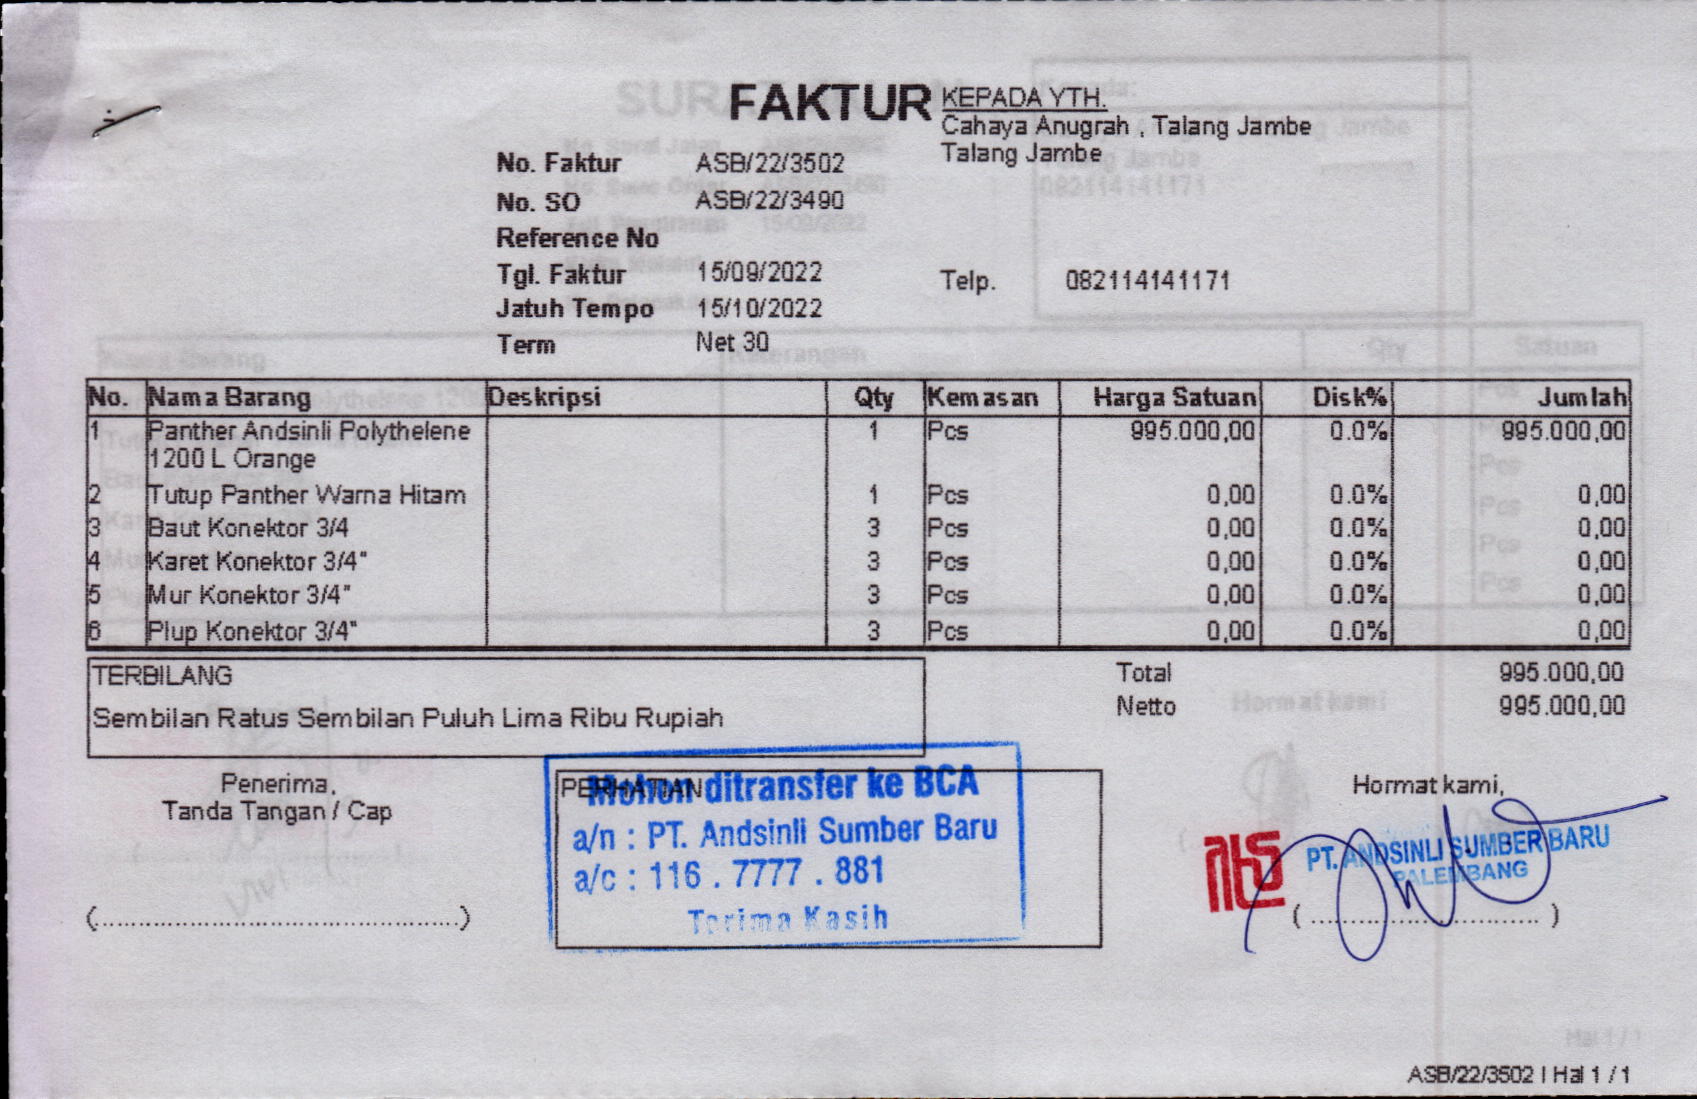 FAKTUR
KEPADA YTH.
Cahaya Anugrah , Talang Jambe
Talang Jambe
No. Faktur ASB/22/3502
No. SO ASB/22/3490
Reference No
Tgl. Faktur 15/09/2022
Telp. 082114141171
Jatuh Tempo 15/10/2022
Term Net 30
No. Nama Barang Deskripsi Qty Kemasan Harga Satuan Disk% Jumlah
1 Panther Andsinli Polythelene 1 Pcs 995.000,00 0.0% 995.000,00
1200 L Orange
2 Tutup Panther Warna Hitam 1 Pcs 0,00 0.0% 0,00
3 Baut Konektor 3/4 3 Pcs 0,00 0.0% 0,00
4 Karet Konektor 3/4" 3 Pcs 0,00 0.0% 0,00
5 Mur Konektor 3/4" 3 Pcs 0,00 0.0% 0,00
6 Plup Konektor 3/4" 3 Pcs 0,00 0.0% 0,00
TERBILANG
Sembilan Ratus Sembilan Puluh Lima Ribu Rupiah
Total 995.000,00
Netto 995.000,00
Penerima,
Tanda Tangan / Cap
(..........................................)
PERHATIAN
Mohon ditransfer ke BCA
a/n : PT. Andsinli Sumber Baru
a/c : 116 . 7777 . 881
Terima Kasih
Hormat kami,
PT. ANDSINLI SUMBER BARU
PALEMBANG
( .......................... )
ASB/22/3502 | Hal 1 / 1